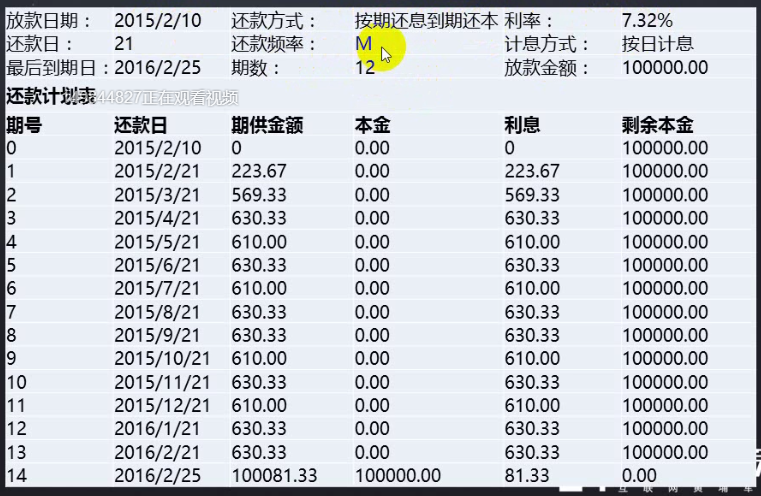 放款日期： 2015/2/10 还款方式： 按期还息到期还本 利率： 7.32%
还款日： 21 还款频率： M 计息方式： 按日计息
最后到期日： 2016/2/25 期数： 12 放款金额： 100000.00
还款计划表 44827正在观看视频
期号 还款日 期供金额 本金 利息 剩余本金
0 2015/2/10 0 0.00 0 100000.00
1 2015/2/21 223.67 0.00 223.67 100000.00
2 2015/3/21 569.33 0.00 569.33 100000.00
3 2015/4/21 630.33 0.00 630.33 100000.00
4 2015/5/21 610.00 0.00 610.00 100000.00
5 2015/6/21 630.33 0.00 630.33 100000.00
6 2015/7/21 610.00 0.00 610.00 100000.00
7 2015/8/21 630.33 0.00 630.33 100000.00
8 2015/9/21 630.33 0.00 630.33 100000.00
9 2015/10/21 610.00 0.00 610.00 100000.00
10 2015/11/21 630.33 0.00 630.33 100000.00
11 2015/12/21 610.00 0.00 610.00 100000.00
12 2016/1/21 630.33 0.00 630.33 100000.00
13 2016/2/21 630.33 0.00 630.33 100000.00
14 2016/2/25 100081.33 100000.00 81.33 0.00